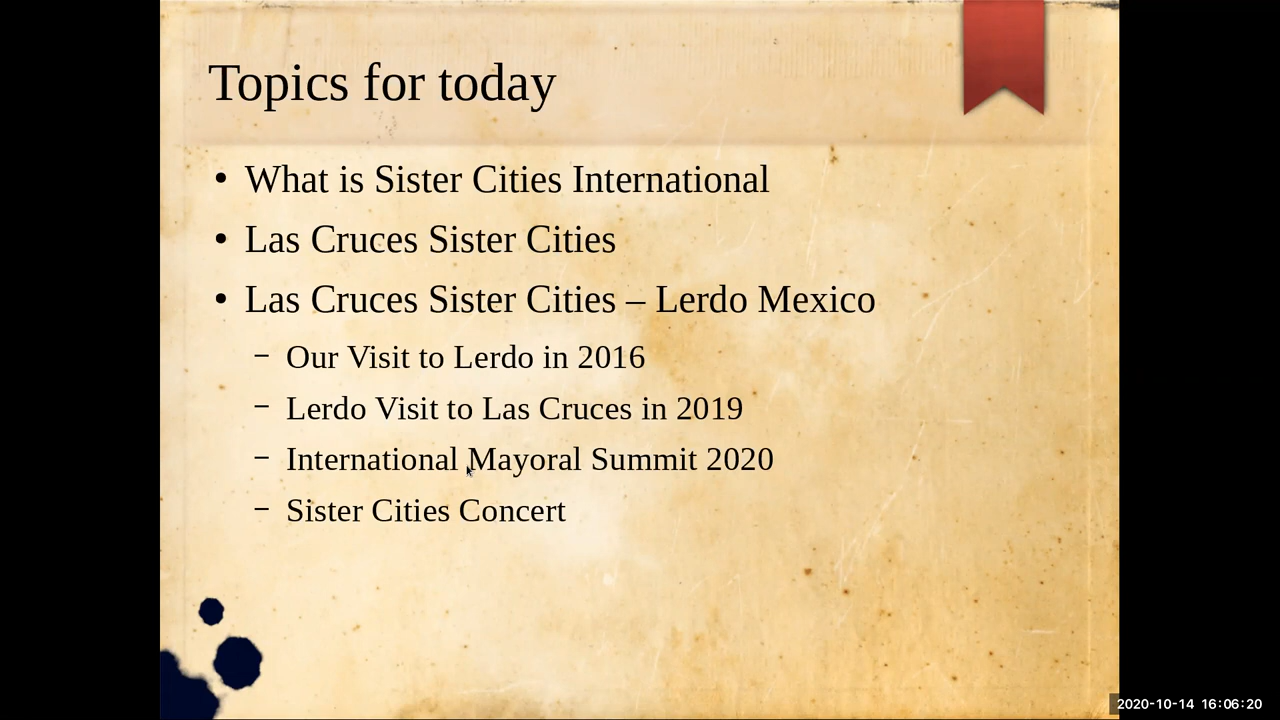 Topics for today
• What is Sister Cities International
• Las Cruces Sister Cities
• Las Cruces Sister Cities – Lerdo Mexico
– Our Visit to Lerdo in 2016
– Lerdo Visit to Las Cruces in 2019
– International Mayoral Summit 2020
– Sister Cities Concert
2020-10-14 16:06:20